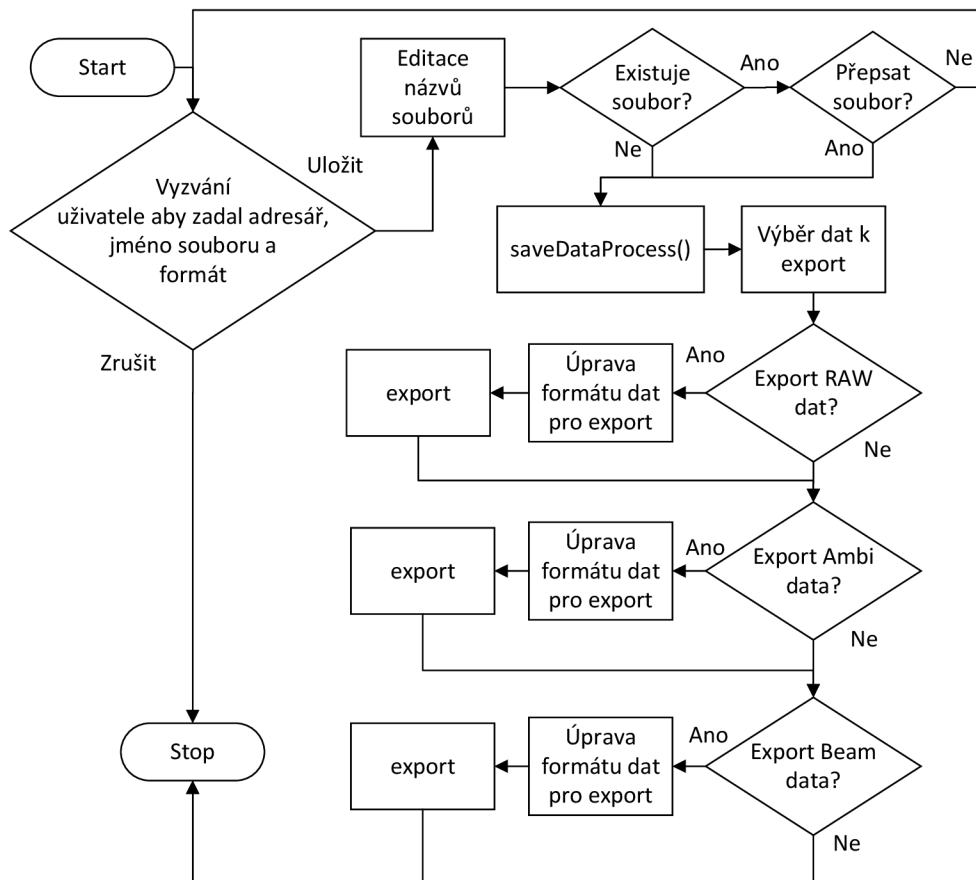 Start
Editace
názvů
souborů
Existuje
soubor?
Ano
Přepsat
soubor?
Ne
Uložit
Ne
Ano
Vyzvání
uživatele aby zadal adresář,
jméno souboru a
formát
saveDataProcess()
Výběr dat k
export
Zrušit
export
Úprava
formátu dat
pro export
Ano
Export RAW
dat?
Ne
export
Úprava
formátu dat
pro export
Ano
Export Ambi
data?
Ne
Stop
export
Úprava
formátu dat
pro export
Ano
Export Beam
data?
Ne